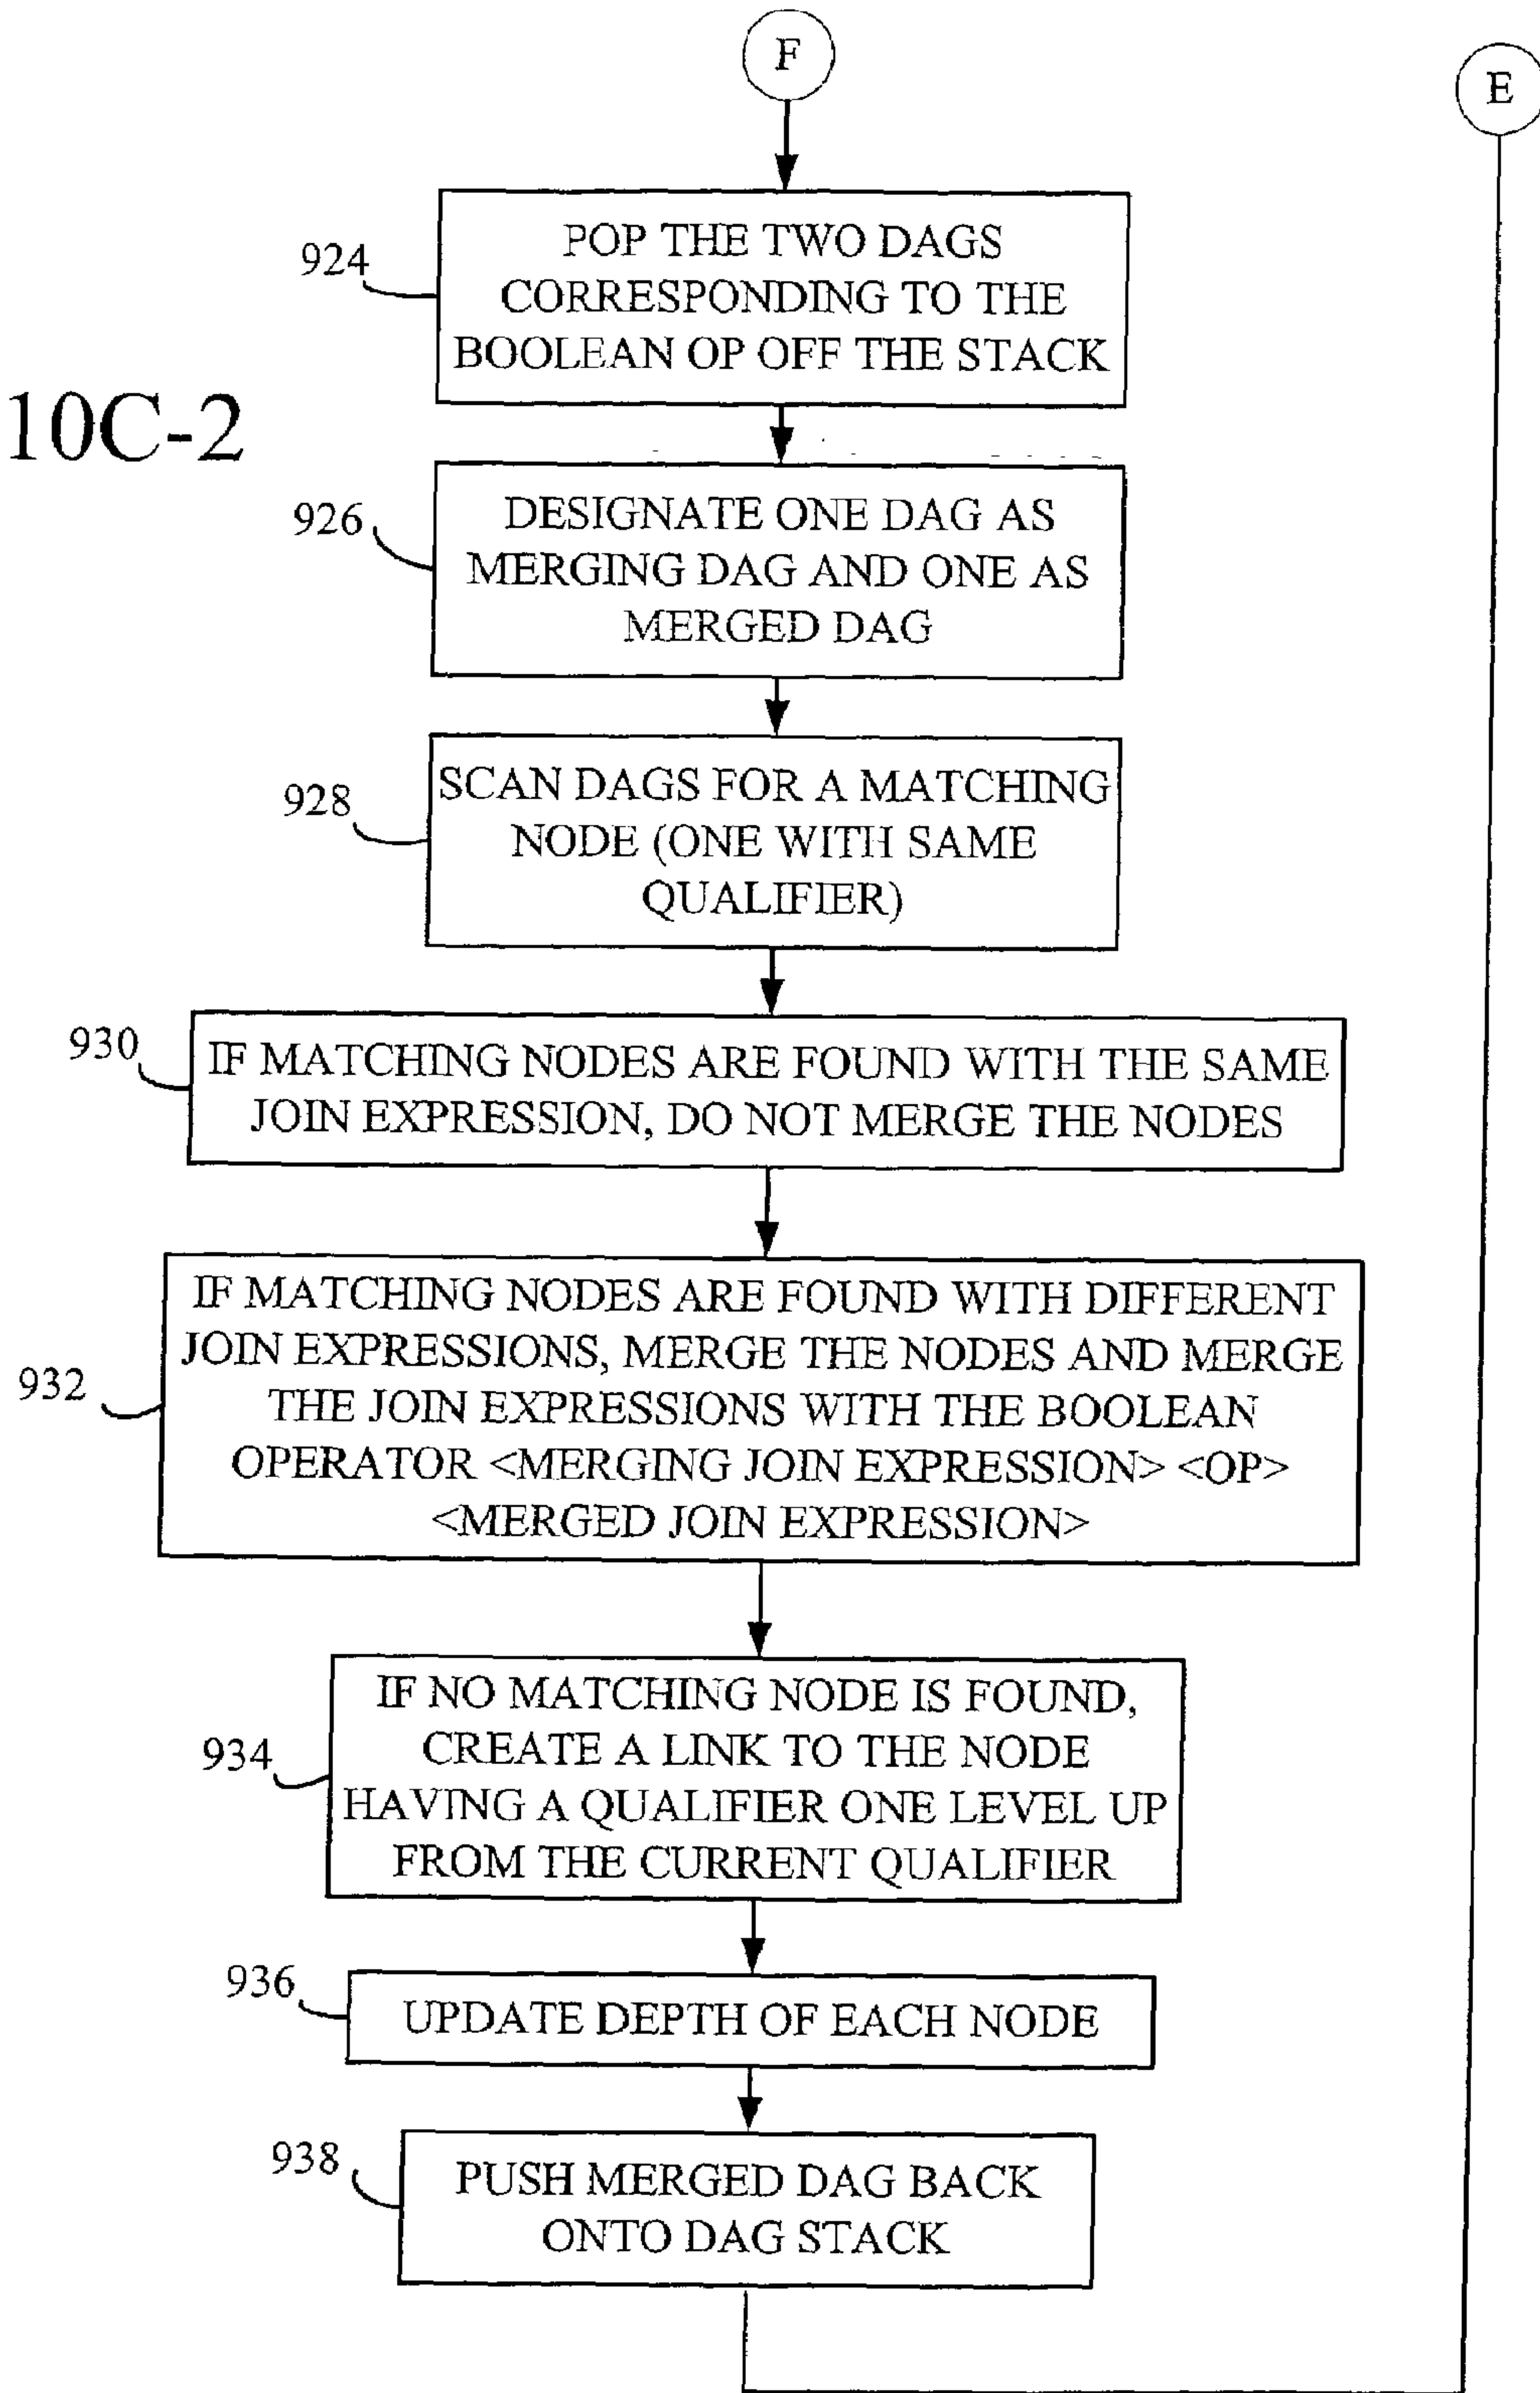 F
E
924
POP THE TWO DAGS
CORRESPONDING TO THE
BOOLEAN OP OFF THE STACK
10C-2
926
DESIGNATE ONE DAG AS
MERGING DAG AND ONE AS
MERGED DAG
928
SCAN DAGS FOR A MATCHING
NODE (ONE WITH SAME
QUALIFIER)
930
IF MATCHING NODES ARE FOUND WITH THE SAME
JOIN EXPRESSION, DO NOT MERGE THE NODES
932
IF MATCHING NODES ARE FOUND WITH DIFFERENT
JOIN EXPRESSIONS, MERGE THE NODES AND MERGE
THE JOIN EXPRESSIONS WITH THE BOOLEAN
OPERATOR <MERGING JOIN EXPRESSION> <OP>
<MERGED JOIN EXPRESSION>
934
IF NO MATCHING NODE IS FOUND,
CREATE A LINK TO THE NODE
HAVING A QUALIFIER ONE LEVEL UP
FROM THE CURRENT QUALIFIER
936
UPDATE DEPTH OF EACH NODE
938
PUSH MERGED DAG BACK
ONTO DAG STACK